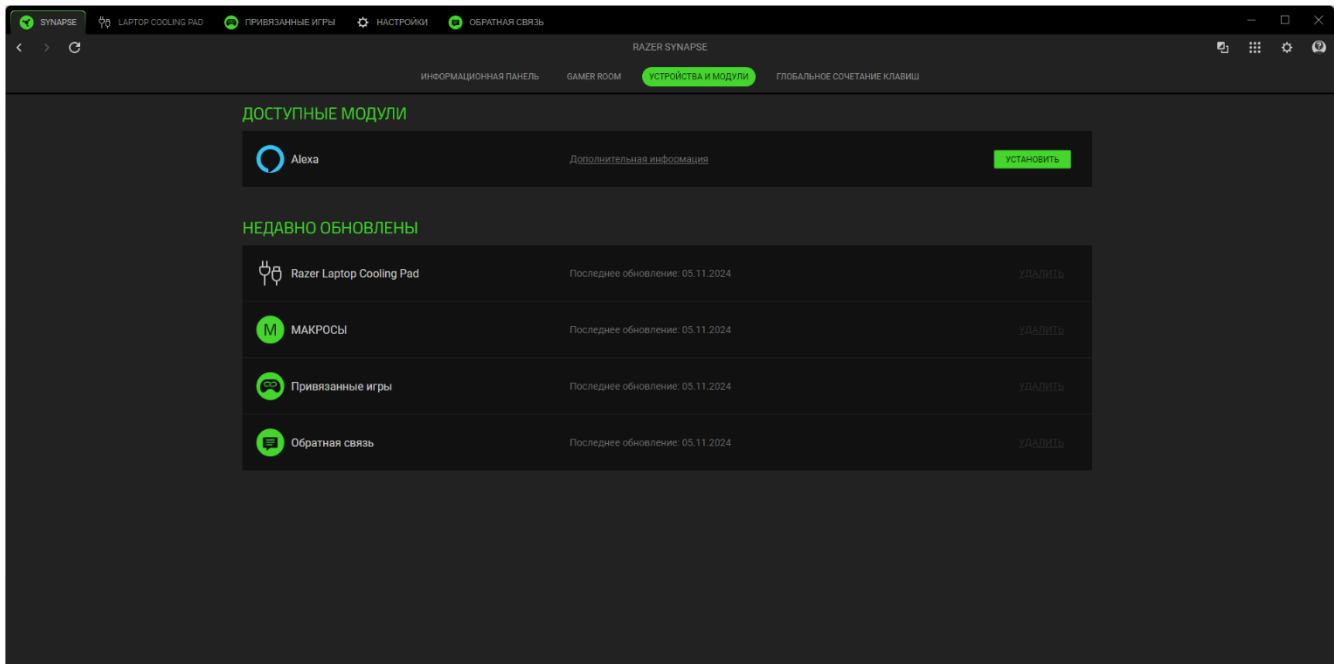 SYNAPSE LAPTOP COOLING PAD ПРИВЯЗАННЫЕ ИГРЫ НАСТРОЙКИ ОБРАТНАЯ СВЯЗЬ
RAZER SYNAPSE
ИНФОРМАЦИОННАЯ ПАНЕЛЬ GAMER ROOM УСТРОЙСТВА И МОДУЛИ ГЛОБАЛЬНОЕ СОЧЕТАНИЕ КЛАВИШ
ДОСТУПНЫЕ МОДУЛИ
Alexa Дополнительная информация УСТАНОВИТЬ
НЕДАВНО ОБНОВЛЕНЫ
Razer Laptop Cooling Pad Последнее обновление: 05.11.2024 УДАЛИТЬ
M МАКРОСЫ Последнее обновление: 05.11.2024 УДАЛИТЬ
Привязанные игры Последнее обновление: 05.11.2024 УДАЛИТЬ
Обратная связь Последнее обновление: 05.11.2024 УДАЛИТЬ